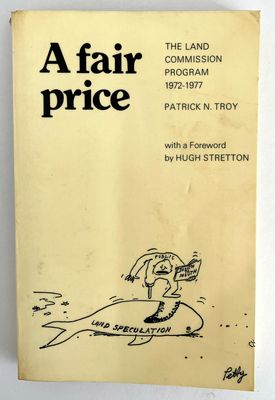 A fair
price
THE LAND
COMMISSION
PROGRAM
1972-1977
PATRICK N. TROY
with a Foreword
by HUGH STRETTON
PUBLIC
LAND SPECULATION
Petty